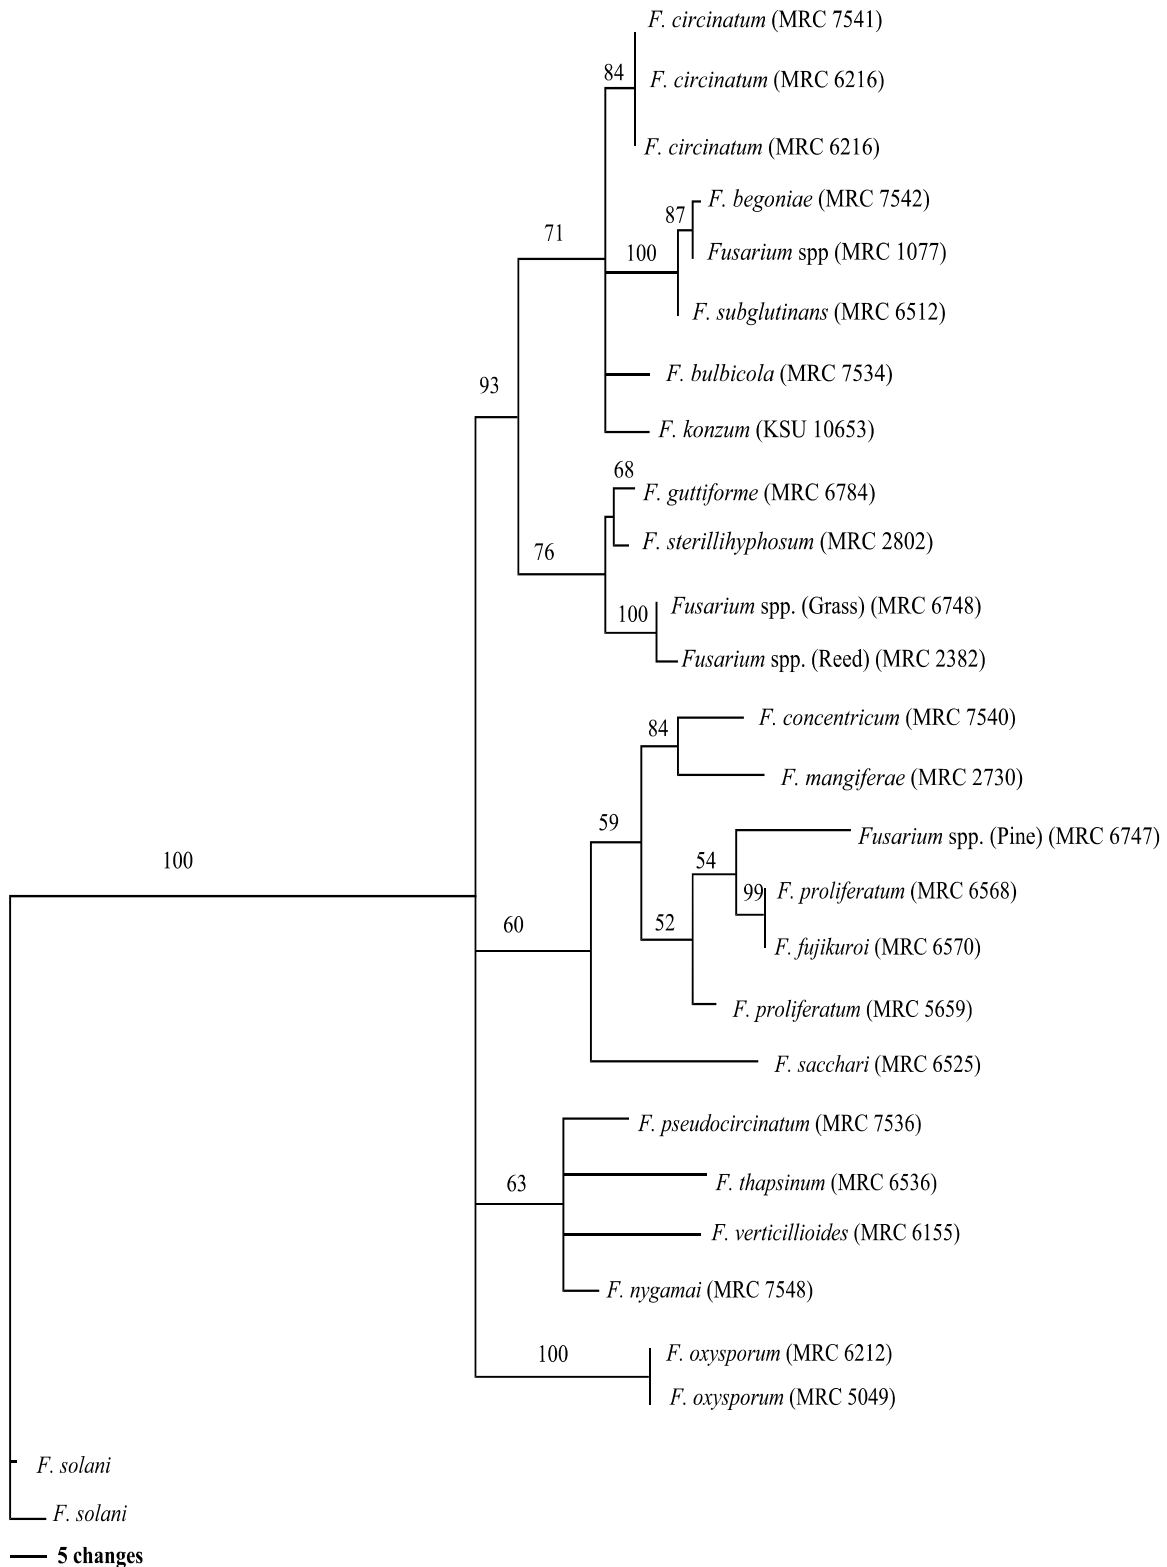 F. circinatum (MRC 7541)
84
F. circinatum (MRC 6216)
F. circinatum (MRC 6216)
F. begoniae (MRC 7542)
87
71
100
Fusarium spp (MRC 1077)
F. subglutinans (MRC 6512)
F. bulbicola (MRC 7534)
93
F. konzum (KSU 10653)
68
F. guttiforme (MRC 6784)
F. sterillihyphosum (MRC 2802)
76
Fusarium spp. (Grass) (MRC 6748)
100
Fusarium spp. (Reed) (MRC 2382)
F. concentricum (MRC 7540)
84
F. mangiferae (MRC 2730)
59
Fusarium spp. (Pine) (MRC 6747)
100
54
99
F. proliferatum (MRC 6568)
60
52
F. fujikuroi (MRC 6570)
F. proliferatum (MRC 5659)
F. sacchari (MRC 6525)
F. pseudocircinatum (MRC 7536)
63
F. thapsinum (MRC 6536)
F. verticillioides (MRC 6155)
F. nygamai (MRC 7548)
100
F. oxysporum (MRC 6212)
F. oxysporum (MRC 5049)
F. solani
F. solani
5 changes